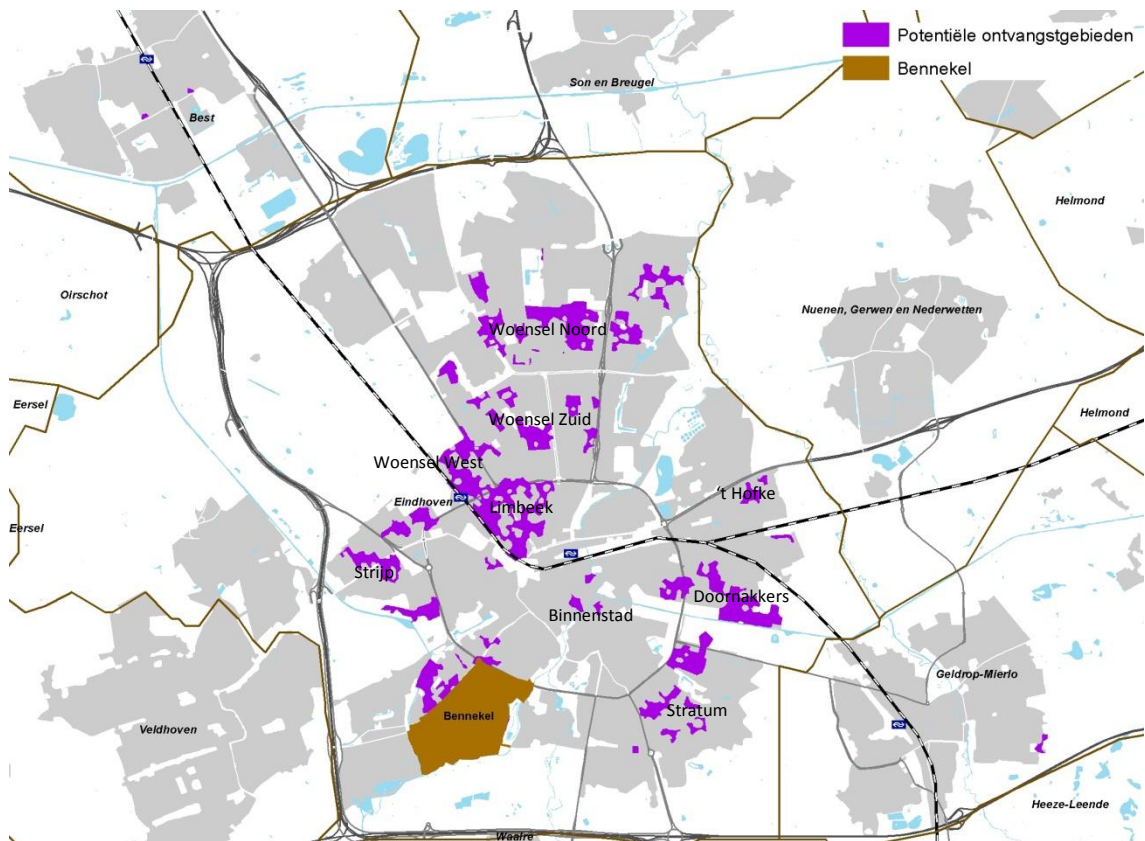 Potentiële ontvangstgebieden
Bennekel
Son en Breugel
Best
Helmond
Oirschot
Nuenen, Gerwen en Nederwetten
Woensel Noord
Eersel
Helmond
Woensel Zuid
Woensel West
't Hofke
Eindhoven
Limbeek
Eersel
Strijp
Doornakkers
Binnenstad
Geldrop-Mierlo
Stratum
Bennekel
Veldhoven
Heeze-Leende
Waalre